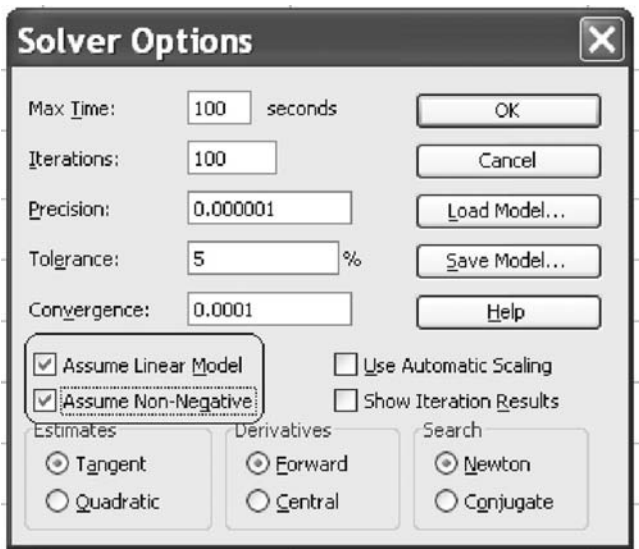 Solver Options
Max Time: 100 seconds OK
Iterations: 100 Cancel
Precision: 0.000001 Load Model...
Tolerance: 5 % Save Model...
Convergence: 0.0001 Help
Assume Linear Model Use Automatic Scaling
Assume Non-Negative Show Iteration Results
Estimates Derivatives Search
Tangent Forward Newton
Quadratic Central Conjugate